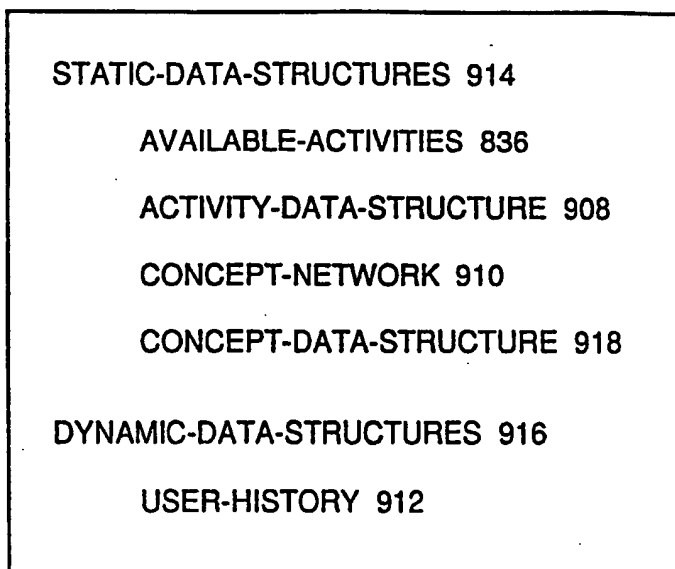 STATIC-DATA-STRUCTURES 914
AVAILABLE-ACTIVITIES 836
ACTIVITY-DATA-STRUCTURE 908
CONCEPT-NETWORK 910
CONCEPT-DATA-STRUCTURE 918
DYNAMIC-DATA-STRUCTURES 916
USER-HISTORY 912